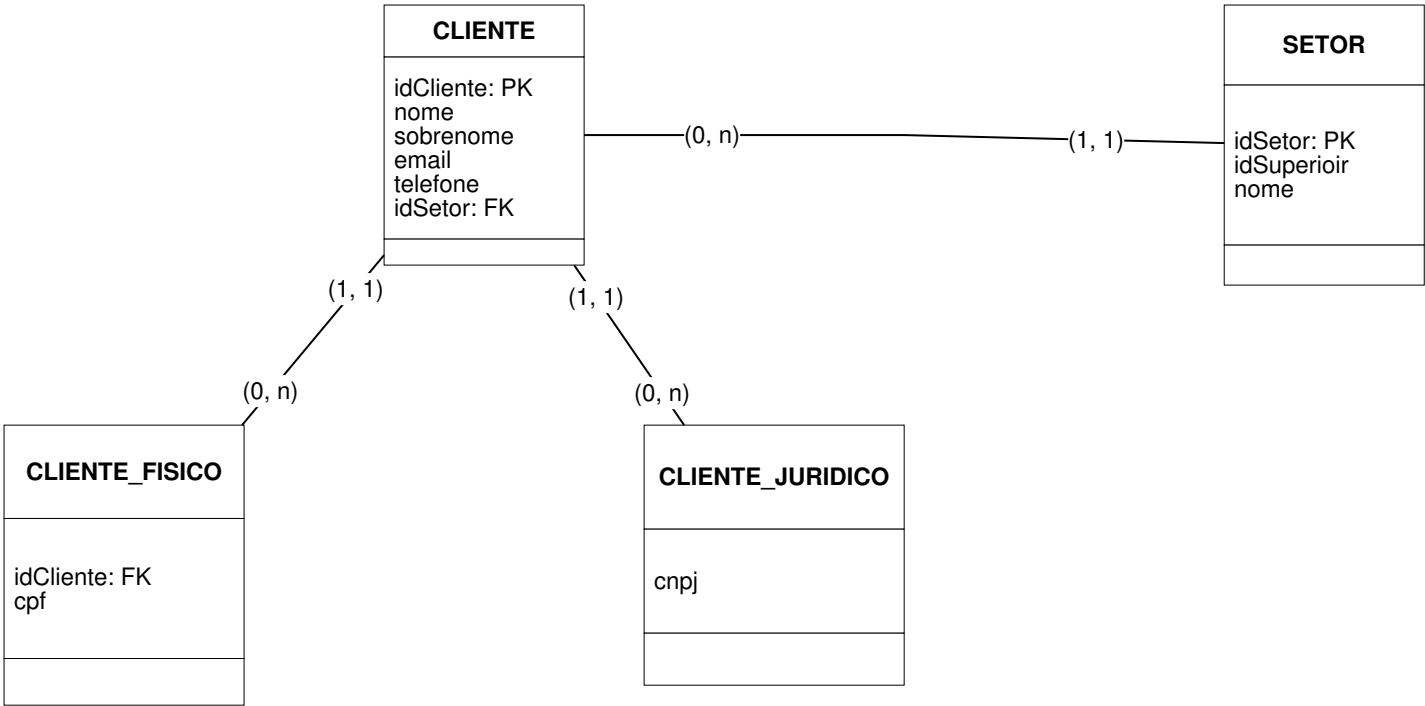 CLIENTE
idCliente: PK
nome
sobrenome
email
telefone
idSetor: FK
SETOR
idSetor: PK
idSuperioir
nome
(0, n)
(1, 1)
(1, 1)
(1, 1)
(0, n)
(0, n)
CLIENTE_FISICO
idCliente: FK
cpf
CLIENTE_JURIDICO
cnpj